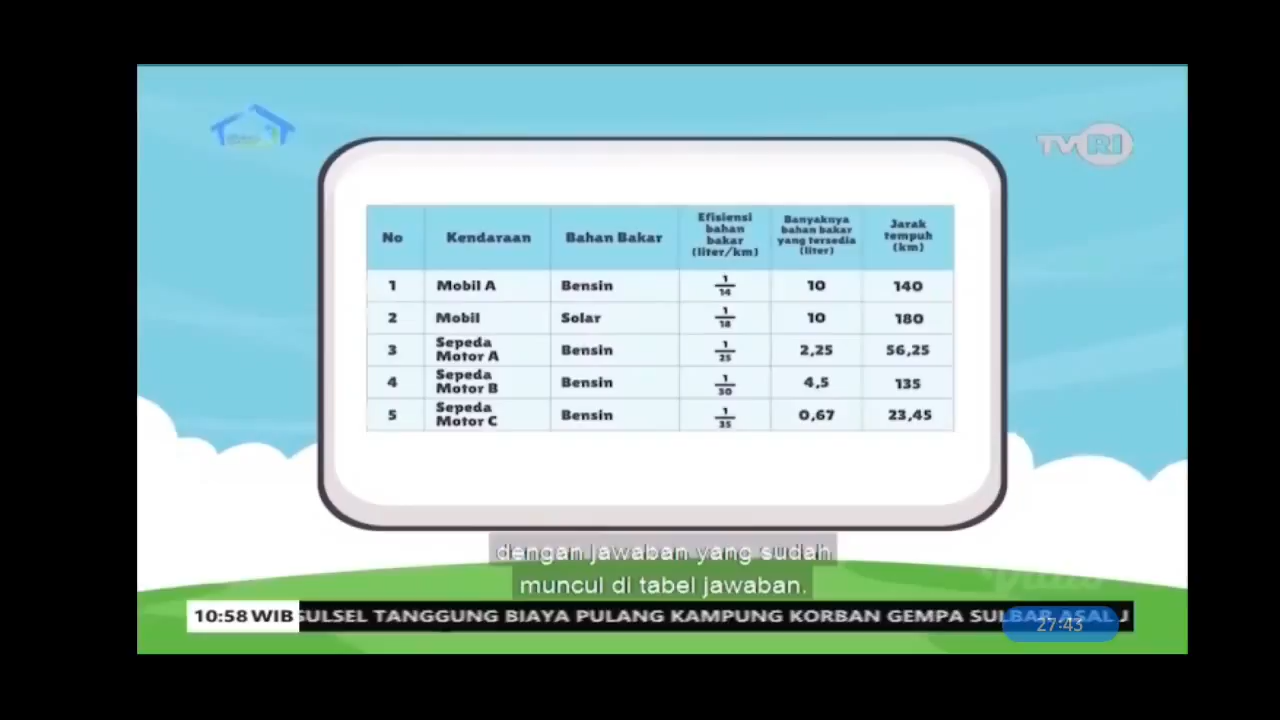 TVRI
No Kendaraan Bahan Bakar Efisiensi bahan bakar (liter/km) Banyaknya bahan bakar yang tersedia (liter) Jarak tempuh (km)
1 Mobil A Bensin 1/14 10 140
2 Mobil Solar 1/18 10 180
3 Sepeda Motor A Bensin 1/25 2,25 56,25
4 Sepeda Motor B Bensin 1/30 4,5 135
5 Sepeda Motor C Bensin 1/35 0,67 23,45
dengan jawaban yang sudah
muncul di tabel jawaban.
10:58 WIB SULSEL TANGGUNG BIAYA PULANG KAMPUNG KORBAN GEMPA SULBAR ASAL J
27:43